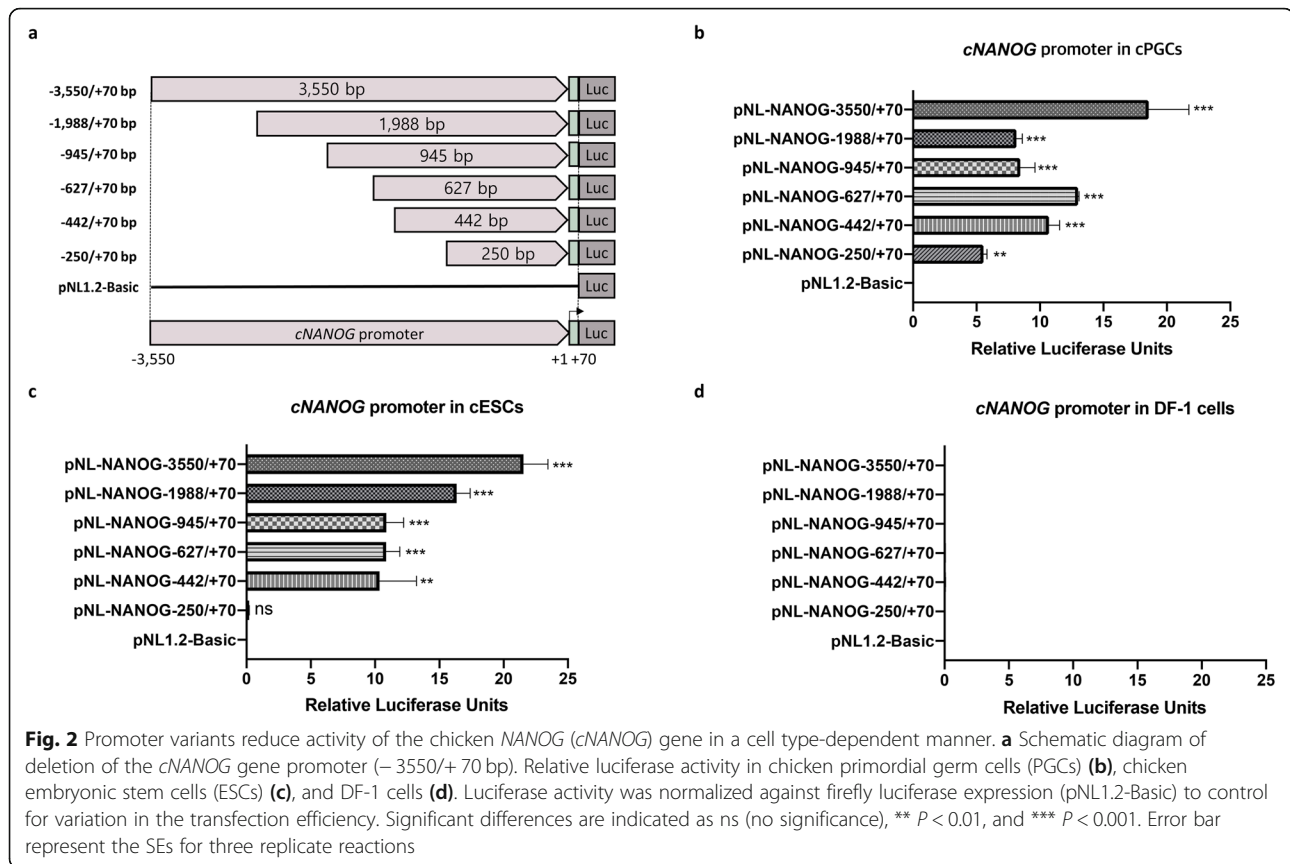 a
-3,550/+70 bp
3,550 bp
Luc
-1,988/+70 bp
1,988 bp
Luc
-945/+70 bp
945 bp
Luc
-627/+70 bp
627 bp
Luc
-442/+70 bp
442 bp
Luc
-250/+70 bp
250 bp
Luc
pNL1.2-Basic
Luc
cNANOG promoter
Luc
-3,550
+1 +70
b
cNANOG promoter in cPGCs
pNL-NANOG-3550/+70
***
pNL-NANOG-1988/+70
***
pNL-NANOG-945/+70
***
pNL-NANOG-627/+70
***
pNL-NANOG-442/+70
***
pNL-NANOG-250/+70
**
pNL1.2-Basic
0 5 10 15 20 25
Relative Luciferase Units
c
cNANOG promoter in cESCs
pNL-NANOG-3550/+70
***
pNL-NANOG-1988/+70
***
pNL-NANOG-945/+70
***
pNL-NANOG-627/+70
***
pNL-NANOG-442/+70
**
pNL-NANOG-250/+70
ns
pNL1.2-Basic
0 5 10 15 20 25
Relative Luciferase Units
d
cNANOG promoter in DF-1 cells
pNL-NANOG-3550/+70
pNL-NANOG-1988/+70
pNL-NANOG-945/+70
pNL-NANOG-627/+70
pNL-NANOG-442/+70
pNL-NANOG-250/+70
pNL1.2-Basic
0 5 10 15 20 25
Relative Luciferase Units
Fig. 2 Promoter variants reduce activity of the chicken NANOG (cNANOG) gene in a cell type-dependent manner. a Schematic diagram of
deletion of the cNANOG gene promoter (− 3550/+ 70 bp). Relative luciferase activity in chicken primordial germ cells (PGCs) (b), chicken
embryonic stem cells (ESCs) (c), and DF-1 cells (d). Luciferase activity was normalized against firefly luciferase expression (pNL1.2-Basic) to control
for variation in the transfection efficiency. Significant differences are indicated as ns (no significance), ** P < 0.01, and *** P < 0.001. Error bar
represent the SEs for three replicate reactions